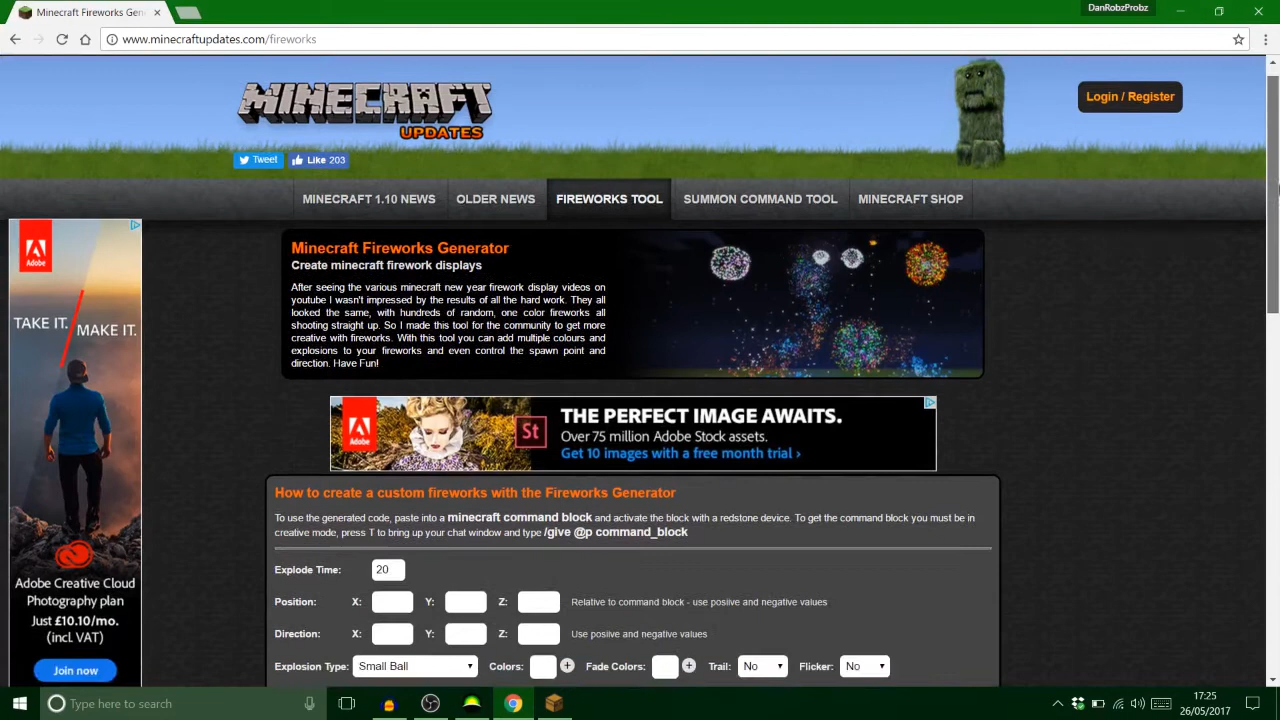 Minecraft Fireworks Gen
DanRobzProbz
www.minecraftupdates.com/fireworks
MINECRAFT
UPDATES
Login / Register
Tweet
Like 203
MINECRAFT 1.10 NEWS
OLDER NEWS
FIREWORKS TOOL
SUMMON COMMAND TOOL
MINECRAFT SHOP
Adobe
TAKE IT.
MAKE IT.
Adobe Creative Cloud
Photography plan
Just £10.10/mo.
(incl. VAT)
Join now
Minecraft Fireworks Generator
Create minecraft firework displays
After seeing the various minecraft new year firework display videos on
youtube I wasn't impressed by the results of all the hard work. They all
looked the same, with hundreds of random, one color fireworks all
shooting straight up. So I made this tool for the community to get more
creative with fireworks. With this tool you can add multiple colours and
explosions to your fireworks and even control the spawn point and
direction. Have Fun!
Adobe
St
THE PERFECT IMAGE AWAITS.
Over 75 million Adobe Stock assets.
Get 10 images with a free month trial ›
How to create a custom fireworks with the Fireworks Generator
To use the generated code, paste into a minecraft command block and activate the block with a redstone device. To get the command block you must be in
creative mode, press T to bring up your chat window and type /give @p command_block
Explode Time: 20
Position: X: Y: Z: Relative to command block - use posiive and negative values
Direction: X: Y: Z: Use posiive and negative values
Explosion Type: Small Ball Colors: + Fade Colors: + Trail: No Flicker: No
Type here to search
17:25
26/05/2017